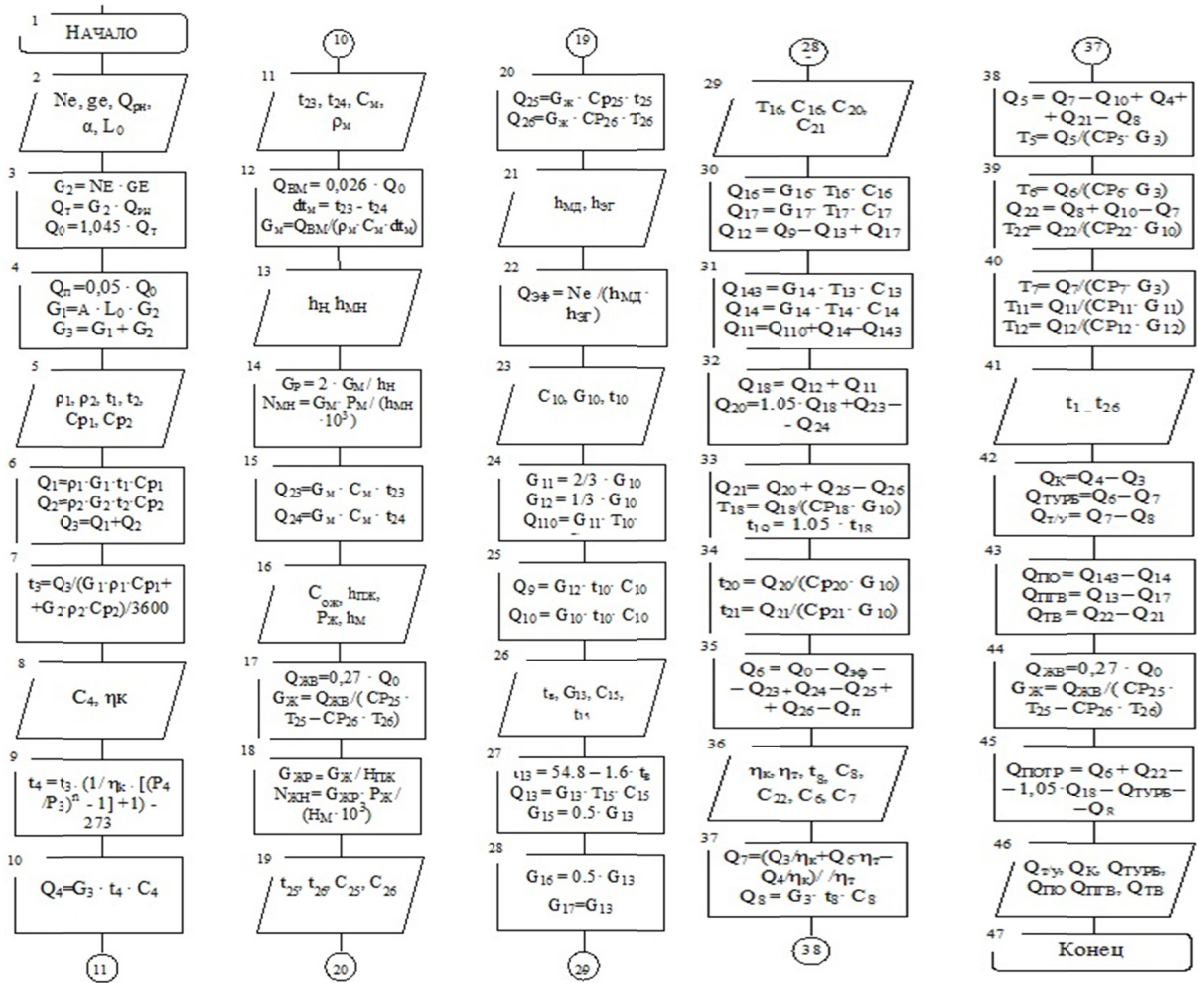 1
НАЧАЛО
2
Ne, ge, Qрн,
α, L0
3
G2= NE · GE
Qт= G2 · Qрн
Q0=1,045 · Qт
4
Qп=0,05 · Q0
G1=A · L0 · G2
G3 = G1 + G2
5
ρ1, ρ2, t1, t2,
Cp1, Cp2
6
Q1=ρ1·G1·t1·Cp1
Q2=ρ2·G2·t2·Cp2
Q3=Q1+Q2
7
t3=Q3/(G1·ρ1·Cp1+
+G2·ρ2·Cp2)/3600
8
C4, ηк
9
t4 = t3 · (1/ ηк · [(P4
/P3)ⁿ - 1] +1) -
273
10
Q4=G3 · t4 · C4
11
10
11
t23, t24, Cм,
ρм
12
QВМ = 0,026 · Q0
dtм = t23 - t24
Gм=QВМ/(ρм·Cм·dtм)
13
hН, hМН
14
GР = 2 · GМ / hН
NМН = GМ · РМ / (hМН
·10³)
15
Q23= Gм · Cм · t23
Q24= Gм · Cм · t24
16
Cож, hПЖ,
РЖ, hМ
17
QЖВ=0,27 · Q0
GЖ= QЖВ/( CP25 ·
T25 – CP26 · T26)
18
GЖР = GЖ / НПЖ
NЖН = GЖР · РЖ /
(НМ · 10³)
19
t25, t26, C25, C26
20
19
20
Q25=GЖ · Cp25 · t25
Q26=GЖ · CP26 · T26
21
hМД, hЭГ
22
QЭФ = Ne /(hМД ·
hЭГ)
23
C10, G10, t10
24
G11 = 2/3 · G10
G12 = 1/3 · G10
Q110 = G11 · T10·
25
Q9 = G12· t10· C10
Q10 = G10· t10· C10
26
tв, G13, C15,
t15
27
t13 = 54.8 – 1.6 · tв
Q13 = G13· T15· C15
G15 = 0.5 · G13
28
G16 = 0.5 · G13
G17=G13
29
28
29
T16, C16, C20,
C21
30
Q16 = G16· T16· C16
Q17 = G17· T17· C17
Q12 = Q9 – Q13 + Q17
31
Q143 = G14 · T13 · C13
Q14 = G14 · T14 · C14
Q11=Q110+Q14–Q143
32
Q18 = Q12 + Q11
Q20=1.05 · Q18 +Q23 –
- Q24
33
Q21= Q20 + Q25 – Q26
T18 = Q18/(CP18 · G10)
t19 = 1.05 · t18
34
t20 = Q20/(Cp20· G10)
t21 = Q21/(Cp21· G10)
35
Q6 = Q0 – Qэф –
– Q23+ Q24 – Q25 +
+ Q26 – Qп
36
ηк, ηт, t8, C8,
C22, C6, C7
37
Q7=(Q3/ηк+Q6·ηт–
Q4/ηк)/ /ηт
Q8 = G3· t8· C8
38
37
38
Q5 = Q7 – Q10 + Q4 +
+ Q21 – Q8
T5= Q5/(CP5· G3)
39
T6= Q6/(CP6· G3)
Q22 = Q8 + Q10 – Q7
T22= Q22/(CP22 · G10)
40
T7= Q7/(CP7· G3)
T11= Q11/(CP11· G11)
T12= Q12/(CP12· G12)
41
t1 … t26
42
QК=Q4 – Q3
QТУРБ=Q6 – Q7
Qт/у = Q7 – Q8
43
QПО= Q143 – Q14
QПГВ= Q13 – Q17
QТВ = Q22 – Q21
44
QЖВ=0,27 · Q0
GЖ= QЖВ/( CP25 ·
T25 – CP26 · T26)
45
QПОТР = Q6 + Q22 –
–1,05 · Q18 – QТУРБ–
–Q8
46
Qт/у, QК, QТУРБ,
QПО QПГВ, QТВ
47
Конец